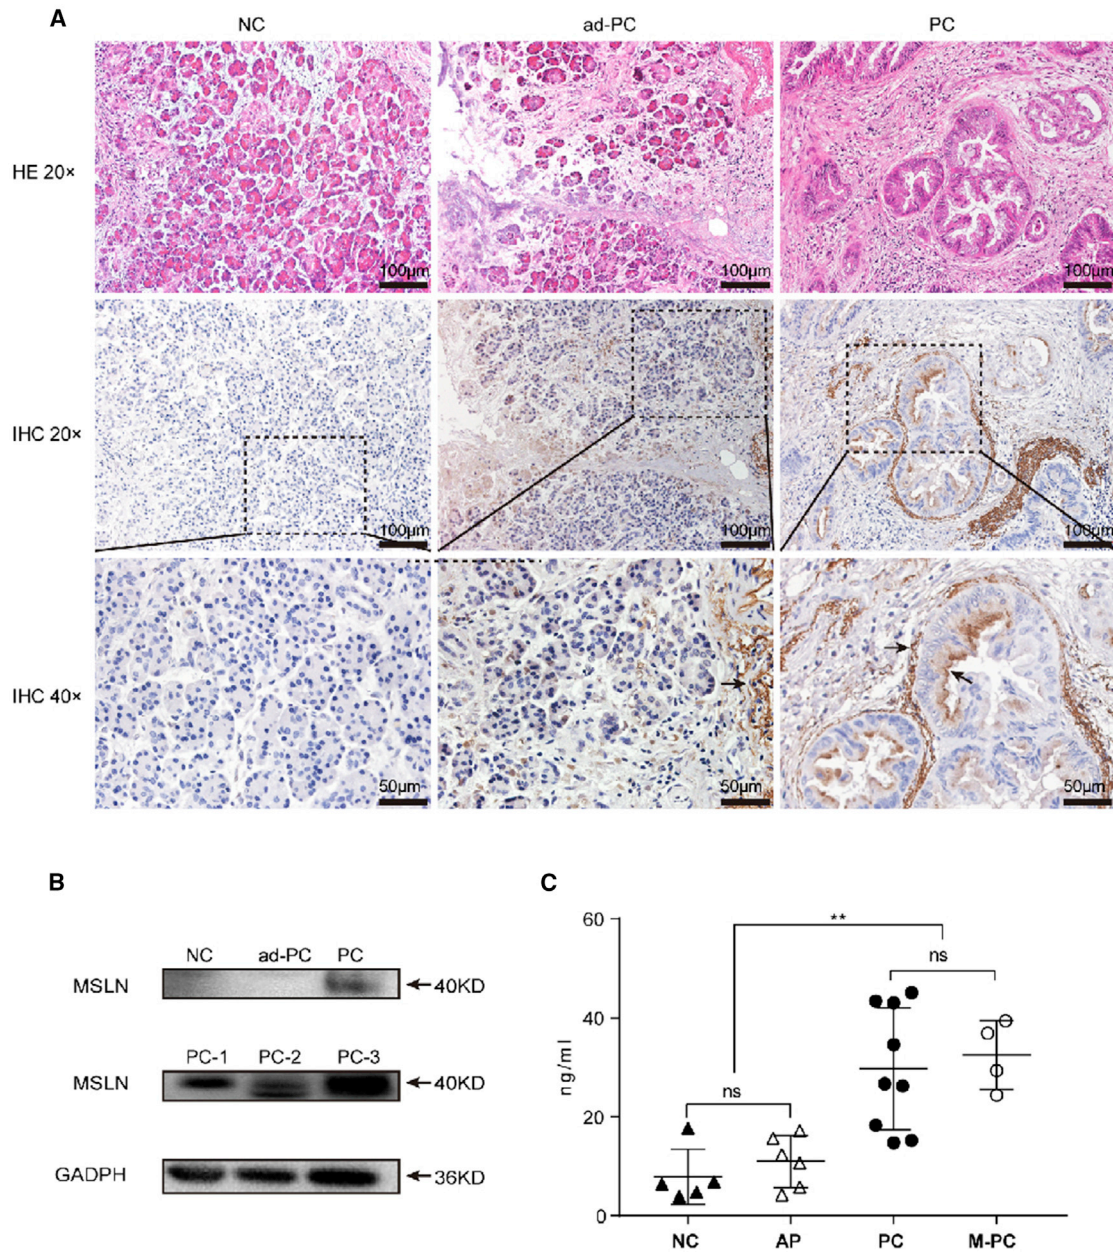 A
NC ad-PC PC
HE 20×
100μm 100μm 100μm
IHC 20×
100μm 100μm 100μm
IHC 40×
50μm 50μm 50μm
B
NC ad-PC PC
MSLN 40KD
PC-1 PC-2 PC-3
MSLN 40KD
GADPH 36KD
C
60
**
ns
40
ng/ml
ns
20
0
NC AP PC M-PC